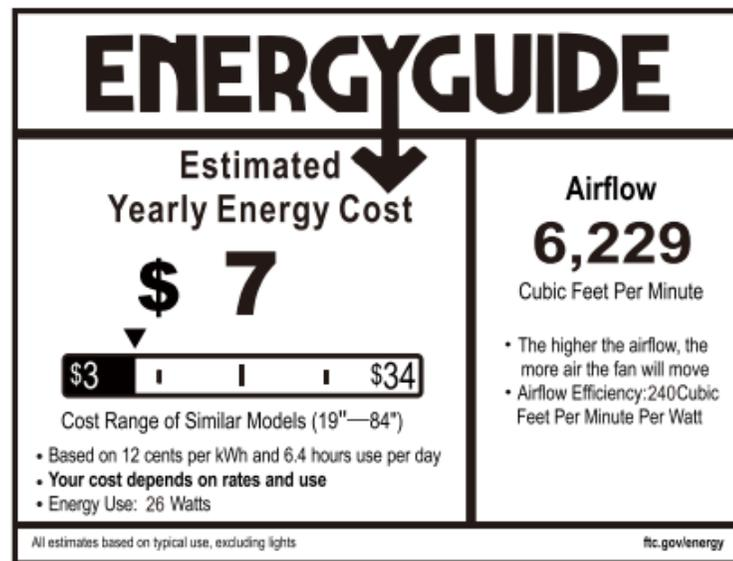 ENERGYGUIDE
Estimated
Yearly Energy Cost
$ 7
$3 $34
Cost Range of Similar Models (19"—84")
• Based on 12 cents per kWh and 6.4 hours use per day
• Your cost depends on rates and use
• Energy Use: 26 Watts
Airflow
6,229
Cubic Feet Per Minute
• The higher the airflow, the
more air the fan will move
• Airflow Efficiency:240Cubic
Feet Per Minute Per Watt
All estimates based on typical use, excluding lights
ftc.gov/energy